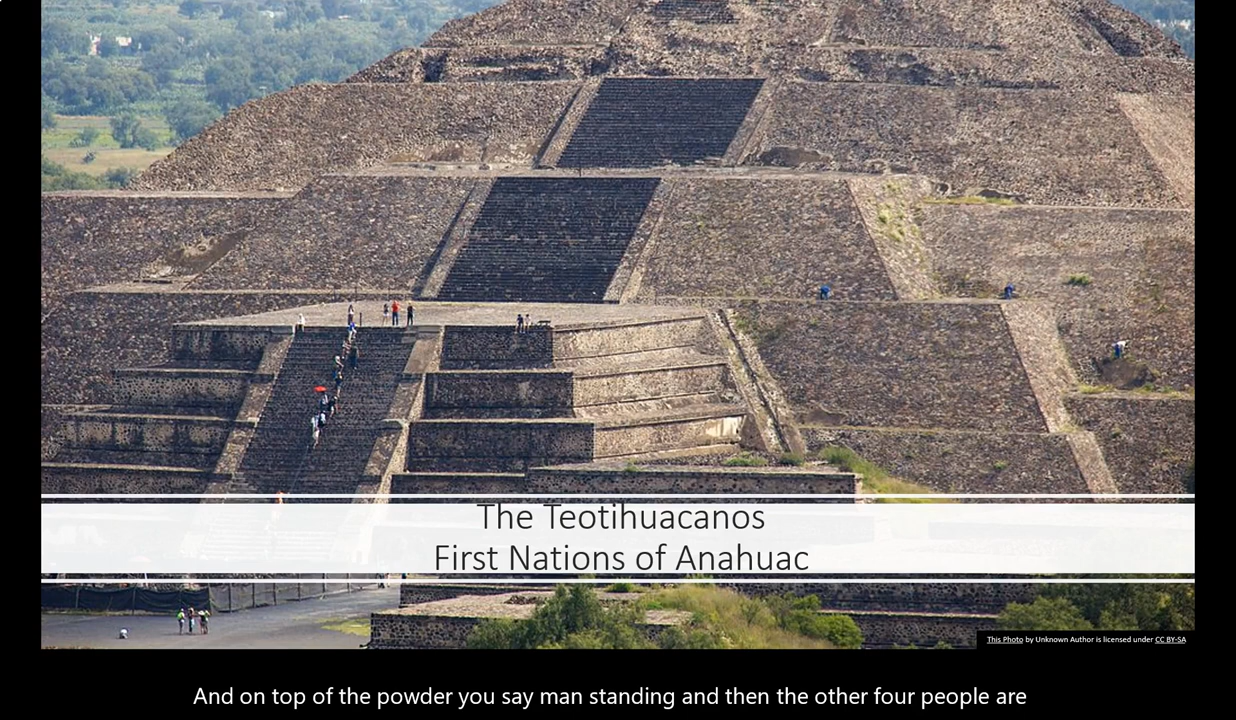 The Teotihuacanos
First Nations of Anahuac
This Photo by Unknown Author is licensed under CC BY-SA
And on top of the powder you say man standing and then the other four people are